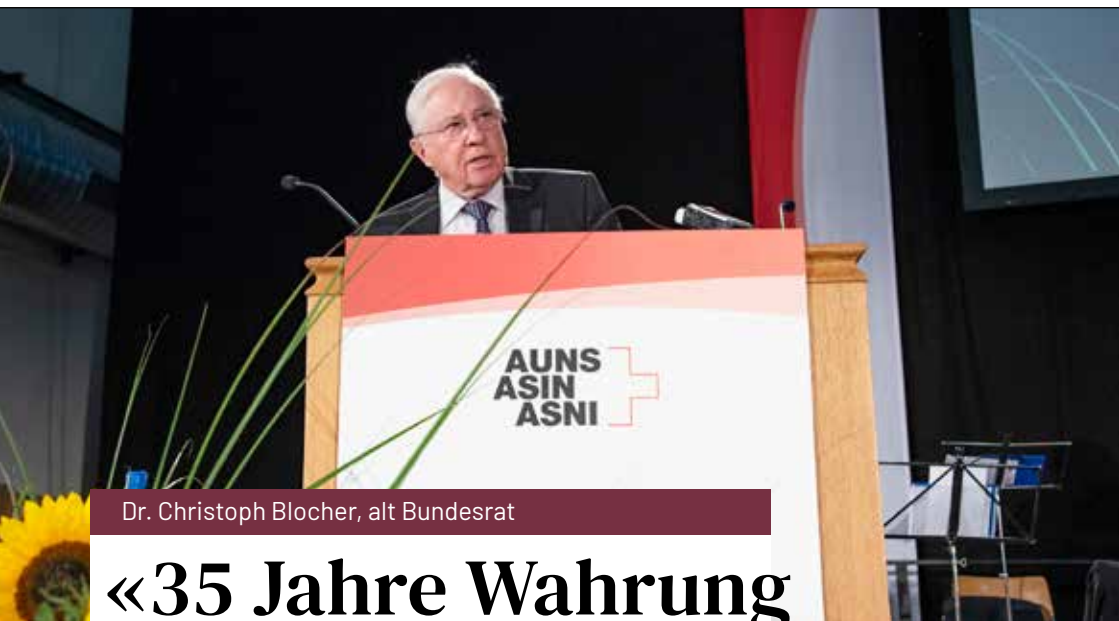 AUNS
ASIN
ASNI
Dr. Christoph Blocher, alt Bundesrat
«35 Jahre Wahrung